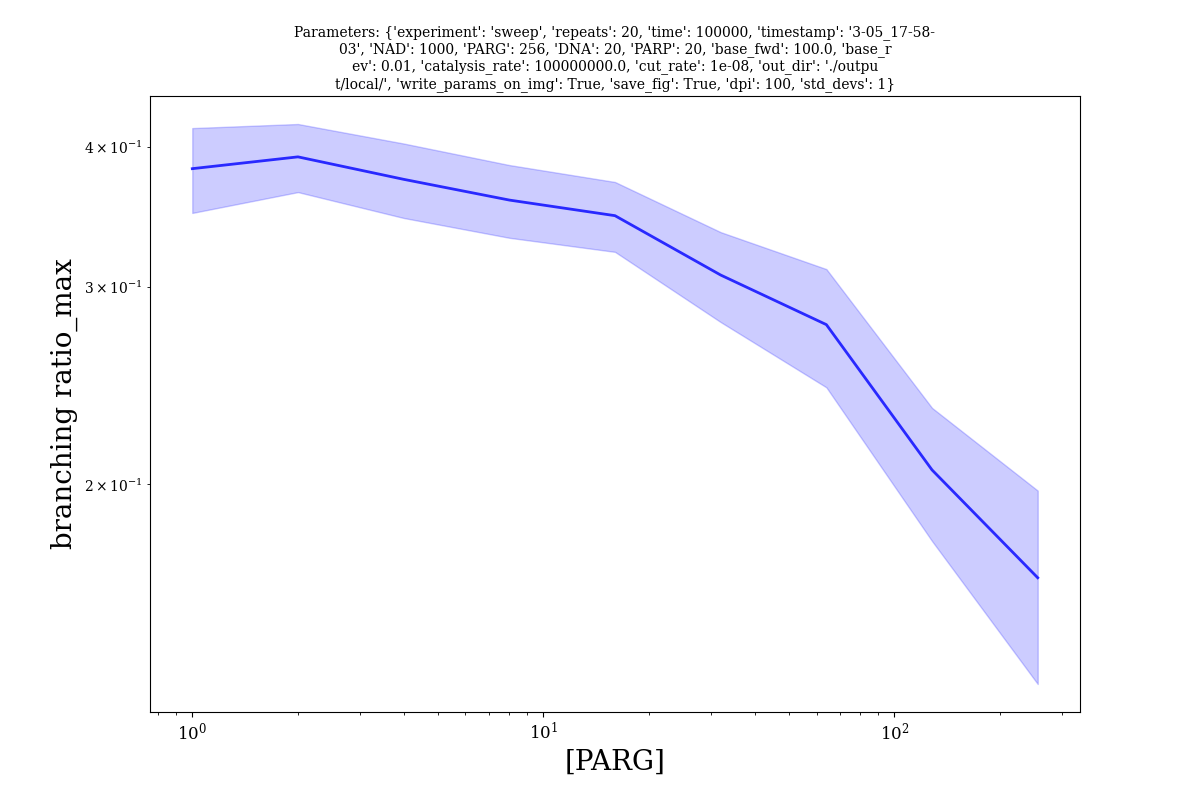 Parameters: {'experiment': 'sweep', 'repeats': 20, 'time': 100000, 'timestamp': '3-05_17-58-
03', 'NAD': 1000, 'PARG': 256, 'DNA': 20, 'PARP': 20, 'base_fwd': 100.0, 'base_r
ev': 0.01, 'catalysis_rate': 100000000.0, 'cut_rate': 1e-08, 'out_dir': './outpu
t/local/', 'write_params_on_img': True, 'save_fig': True, 'dpi': 100, 'std_devs': 1}
4 × 10⁻¹
3 × 10⁻¹
2 × 10⁻¹
branching ratio_max
10⁰ 10¹ 10²
[PARG]